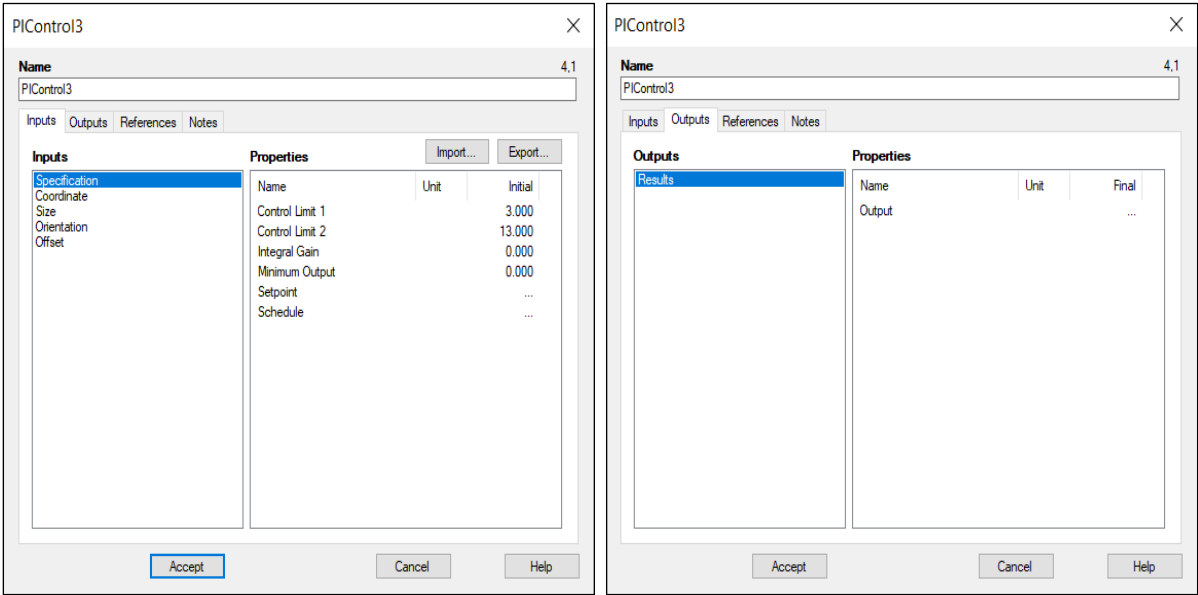 PIControl3
Name 4,1
PIControl3
Inputs Outputs References Notes
Inputs
Specification
Coordinate
Size
Orientation
Offset
Properties Import... Export...
Name Unit Initial
Control Limit 1 3.000
Control Limit 2 13.000
Integral Gain 0.000
Minimum Output 0.000
Setpoint ...
Schedule ...
Accept Cancel Help
PIControl3
Name 4,1
PIControl3
Inputs Outputs References Notes
Outputs
Results
Properties
Name Unit Final
Output ...
Accept Cancel Help